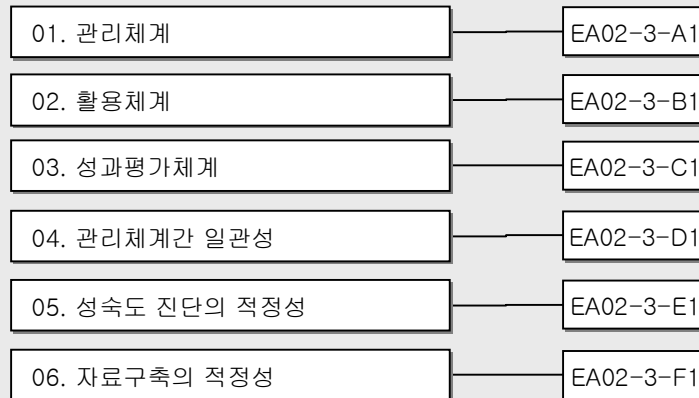 01. 관리체계 EA02-3-A1
02. 활용체계 EA02-3-B1
03. 성과평가체계 EA02-3-C1
04. 관리체계간 일관성 EA02-3-D1
05. 성숙도 진단의 적정성 EA02-3-E1
06. 자료구축의 적정성 EA02-3-F1